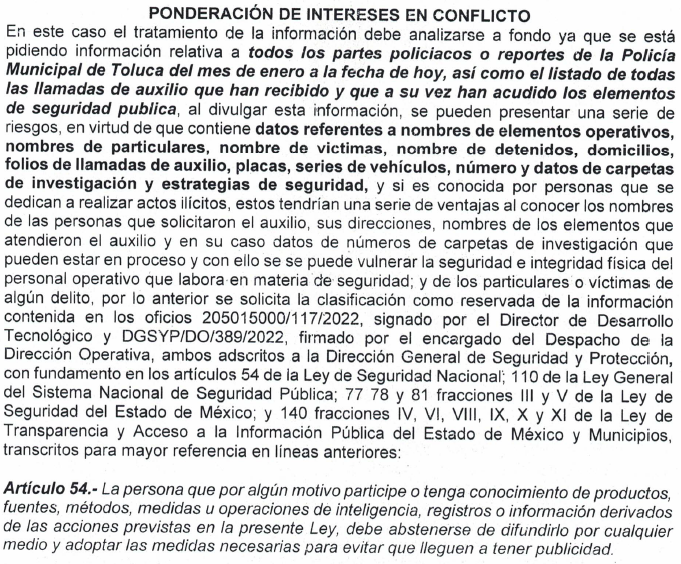 PONDERACIÓN DE INTERESES EN CONFLICTO
En este caso el tratamiento de la información debe analizarse a fondo ya que se está
pidiendo información relativa a todos los partes policiacos o reportes de la Policía
Municipal de Toluca del mes de enero a la fecha de hoy, así como el listado de todas
las llamadas de auxilio que han recibido y que a su vez han acudido los elementos
de seguridad publica, al divulgar esta información, se pueden presentar una serie de
riesgos, en virtud de que contiene datos referentes a nombres de elementos operativos,
nombres de particulares, nombre de victimas, nombre de detenidos, domicilios,
folios de llamadas de auxilio, placas, series de vehículos, número y datos de carpetas
de investigación y estrategias de seguridad, y si es conocida por personas que se
dedican a realizar actos ilícitos, estos tendrían una serie de ventajas al conocer los nombres
de las personas que solicitaron el auxilio, sus direcciones, nombres de los elementos que
atendieron el auxilio y en su caso datos de números de carpetas de investigación que
pueden estar en proceso y con ello se se puede vulnerar la seguridad e integridad física del
personal operativo que labora en materia de seguridad; y de los particulares o víctimas de
algún delito, por lo anterior se solicita la clasificación como reservada de la información
contenida en los oficios 205015000/117/2022, signado por el Director de Desarrollo
Tecnológico y DGSYP/DO/389/2022, firmado por el encargado del Despacho de la
Dirección Operativa, ambos adscritos a la Dirección General de Seguridad y Protección,
con fundamento en los artículos 54 de la Ley de Seguridad Nacional; 110 de la Ley General
del Sistema Nacional de Seguridad Pública; 77 78 y 81 fracciones III y V de la Ley de
Seguridad del Estado de México; y 140 fracciones IV, VI, VIII, IX, X y XI de la Ley de
Transparencia y Acceso a la Información Pública del Estado de México y Municipios,
transcritos para mayor referencia en líneas anteriores:
Artículo 54.- La persona que por algún motivo participe o tenga conocimiento de productos,
fuentes, métodos, medidas u operaciones de inteligencia, registros o información derivados
de las acciones previstas en la presente Ley, debe abstenerse de difundirlo por cualquier
medio y adoptar las medidas necesarias para evitar que lleguen a tener publicidad.